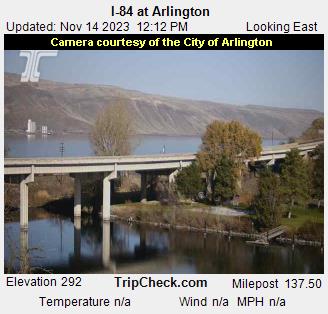 I-84 at Arlington
Updated: Nov 14 2023 12:12 PM Looking East
Camera courtesy of the City of Arlington
Elevation 292 TripCheck.com Milepost 137.50
Temperature n/a Wind n/a MPH n/a